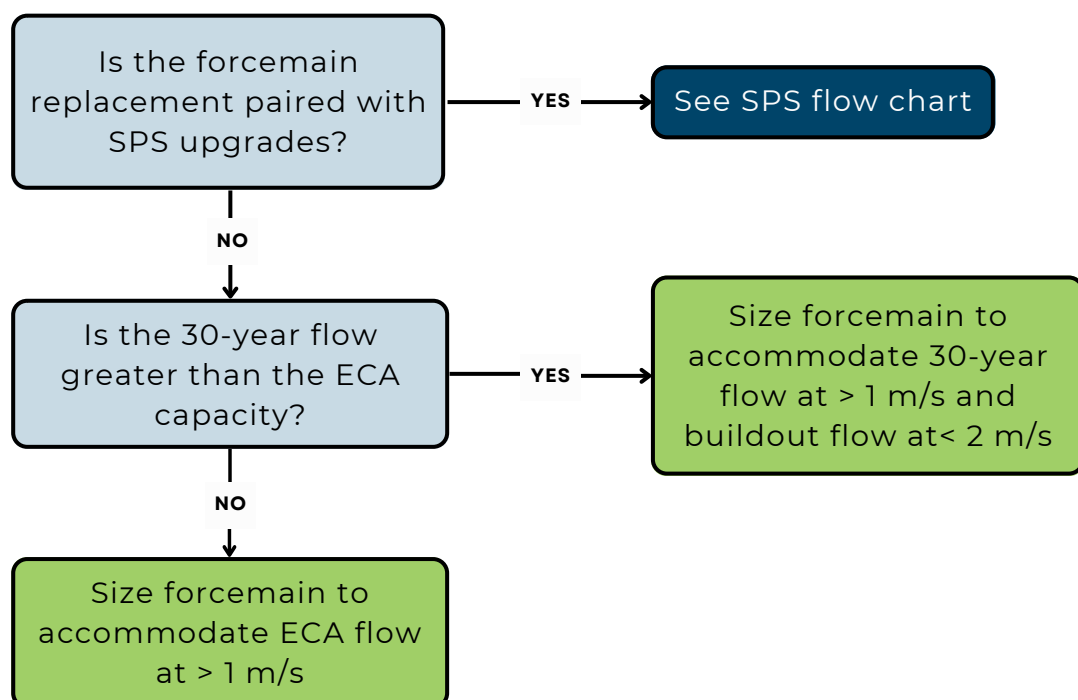 Is the forcemain
replacement paired with
SPS upgrades?
YES
See SPS flow chart
NO
Is the 30-year flow
greater than the ECA
capacity?
YES
Size forcemain to
accommodate 30-year
flow at > 1 m/s and
buildout flow at< 2 m/s
NO
Size forcemain to
accommodate ECA flow
at > 1 m/s